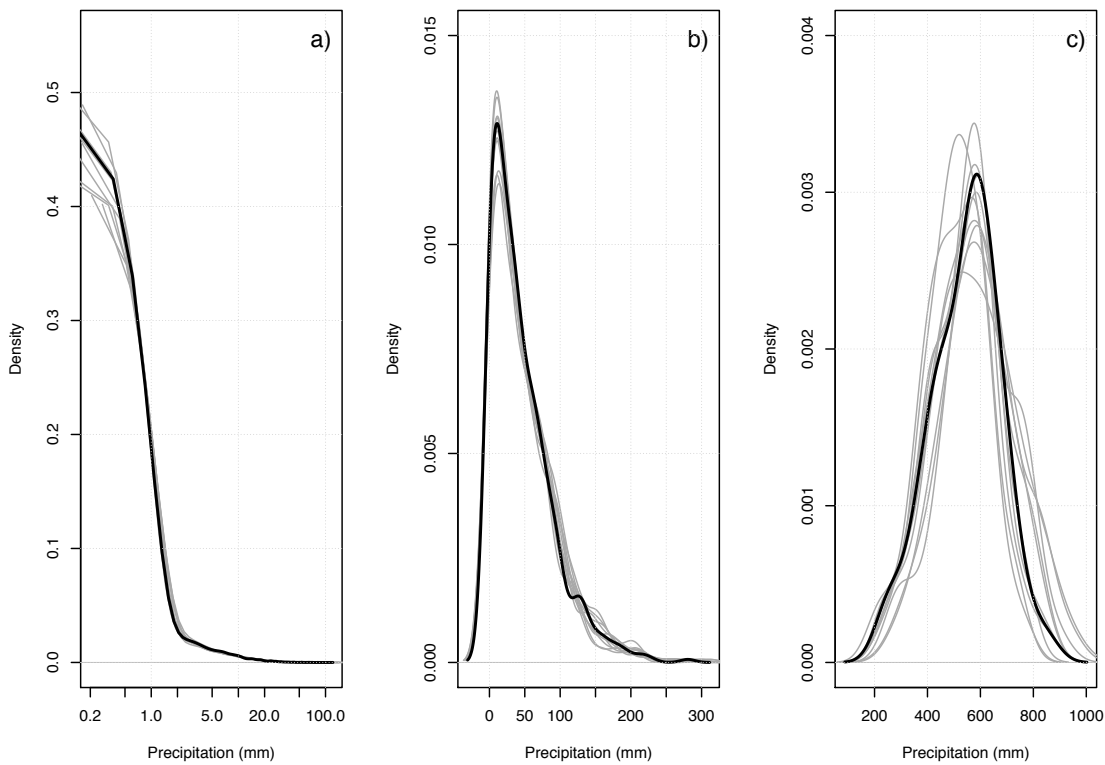 a)
0.5
0.4
0.3
0.2
0.1
0.0
Density
0.2 1.0 5.0 20.0 100.0
Precipitation (mm)
b)
0.015
0.010
0.005
0.000
Density
0 50 100 200 300
Precipitation (mm)
c)
0.004
0.003
0.002
0.001
0.000
Density
200 400 600 800 1000
Precipitation (mm)